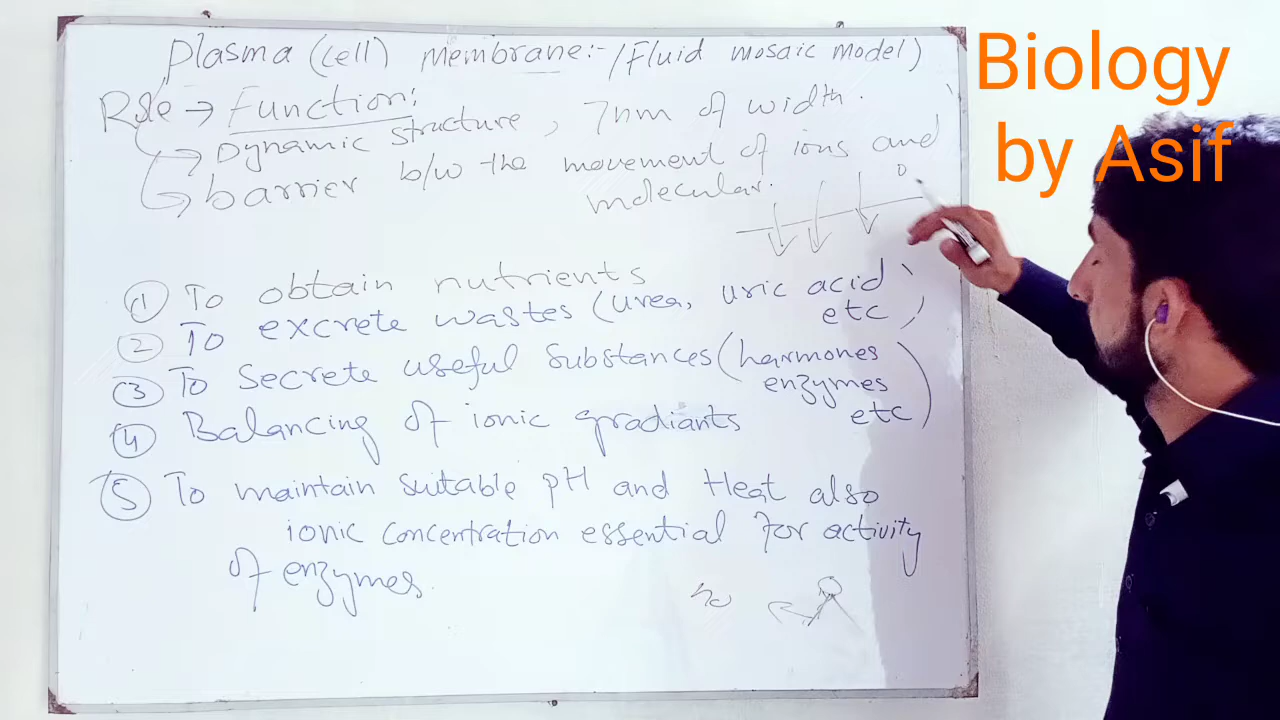 Plasma (cell) membrane:- / Fluid mosaic model)
Role → Function:
→ Dynamic structure, 7nm of width.
→ barrier b/w the movement of ions and
molecular.
① To obtain nutrients
② To excrete wastes (urea, uric acid
etc)
③ To secrete useful substances (harmones
enzymes
etc)
④ Balancing of ionic gradiants
⑤ To maintain suitable pH and Heat also
ionic concentration essential for activity
of enzymes.
Biology
by Asif